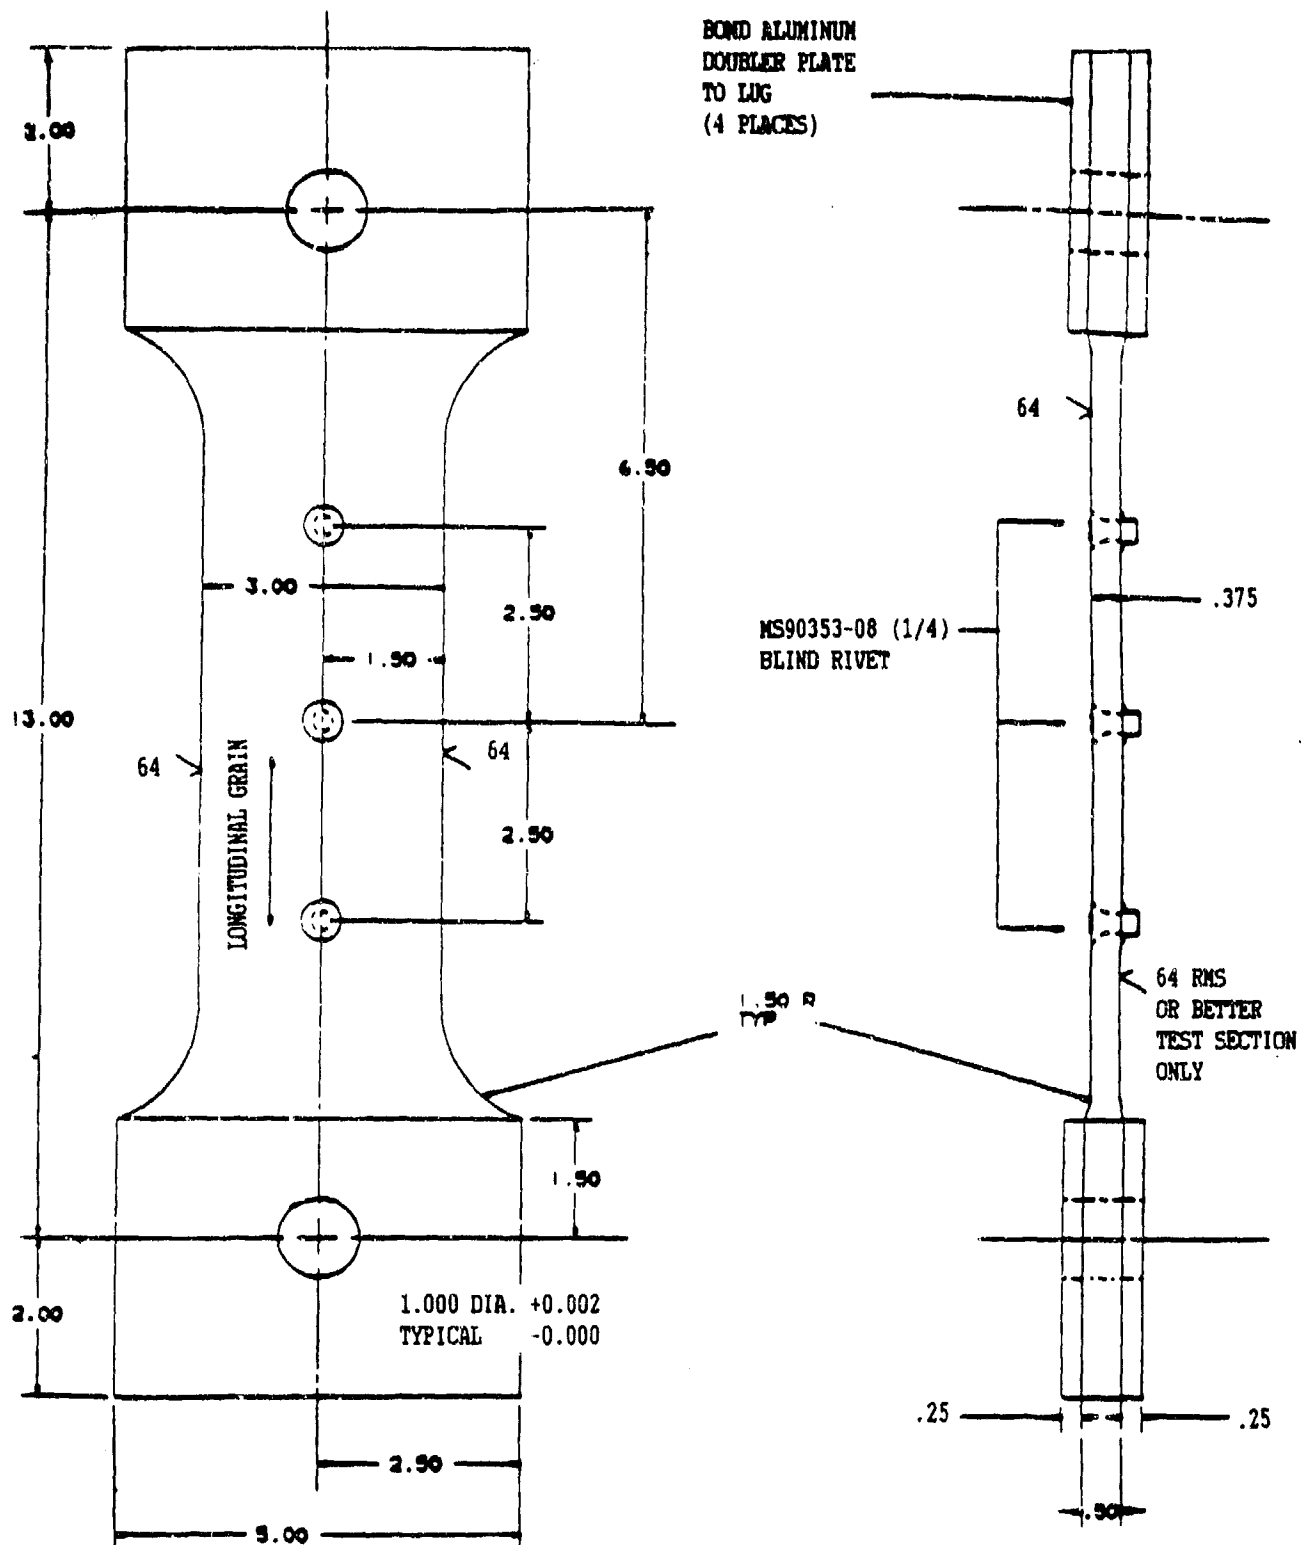 BOND ALUMINUM
DOUBLER PLATE
TO LUG
(4 PLACES)
2.00
64
6.50
3.00
2.50
.375
MS90353-08 (1/4)
BLIND RIVET
1.50
13.00
64
64
LONGITUDINAL GRAIN
2.50
64 RMS
OR BETTER
TEST SECTION
ONLY
1.50 R
TYP
1.50
2.00
1.000 DIA. +0.002
TYPICAL -0.000
.25
.25
2.50
.50
5.00